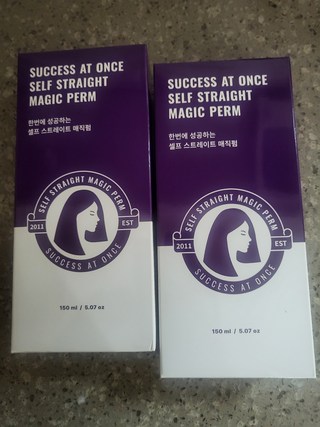 SUCCESS AT ONCE
SELF STRAIGHT
MAGIC PERM
한번에 성공하는
셀프 스트레이트 매직펌
SELF STRAIGHT MAGIC PERM
2011
EST
SUCCESS AT ONCE
150 ml / 5.07 oz
SUCCESS AT ONCE
SELF STRAIGHT
MAGIC PERM
한번에 성공하는
셀프 스트레이트 매직펌
SELF STRAIGHT MAGIC PERM
2011
EST
SUCCESS AT ONCE
150 ml / 5.07 oz